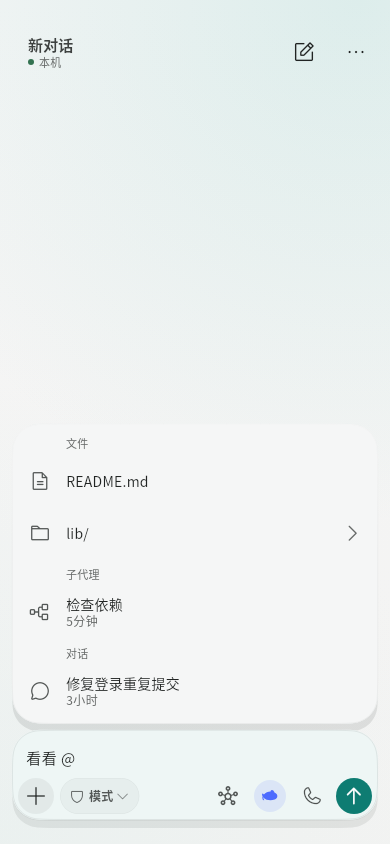 新对话
本机
文件
README.md
lib/
子代理
检查依赖
5分钟
对话
修复登录重复提交
3小时
看看 @
模式